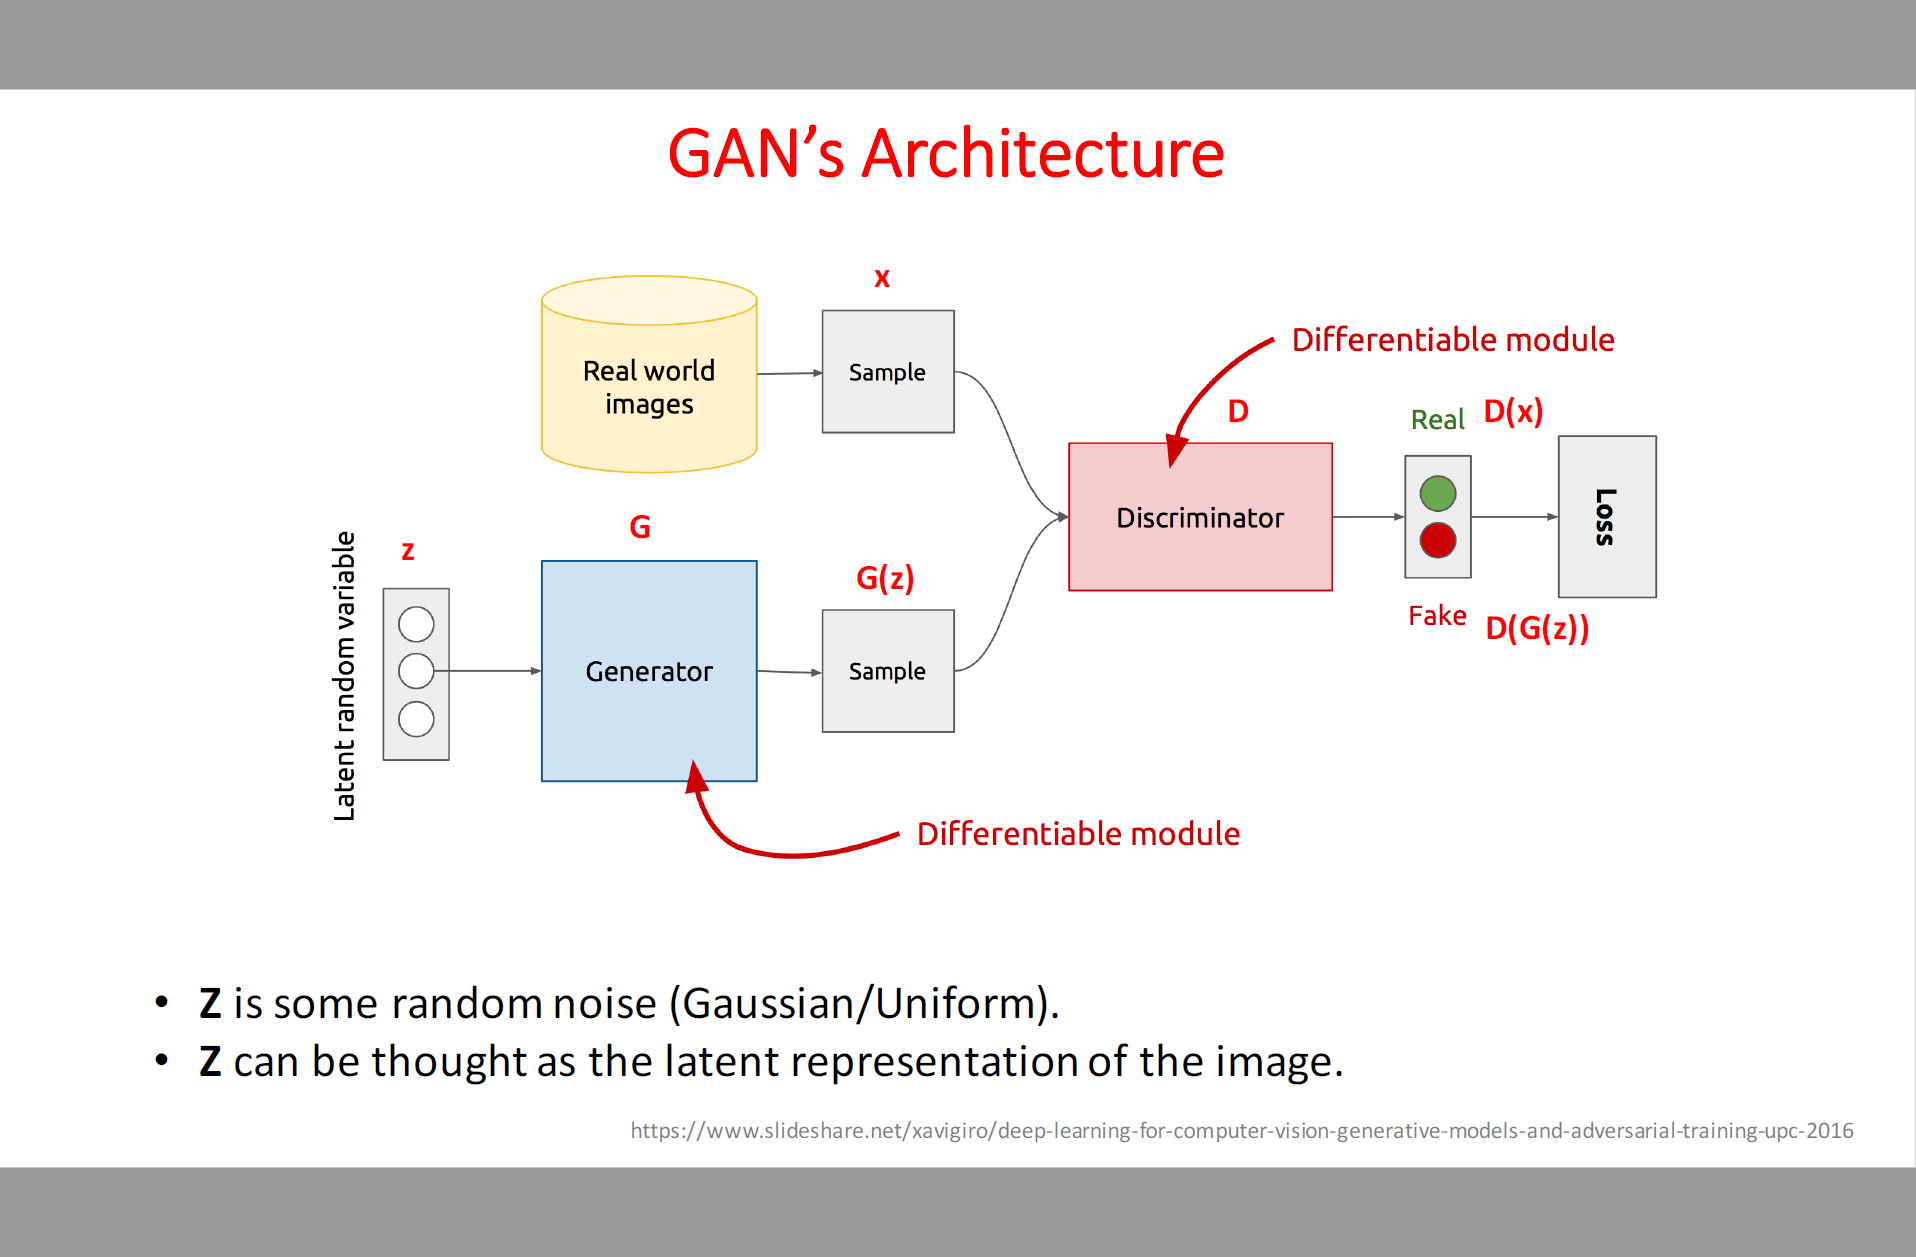 GAN’s Architecture
x
Real world
images
Sample
Differentiable module
D
Real
D(x)
Discriminator
Loss
Fake
D(G(z))
Latent random variable
z
G
Generator
G(z)
Sample
Differentiable module
• Z is some random noise (Gaussian/Uniform).
• Z can be thought as the latent representation of the image.
https://www.slideshare.net/xavigiro/deep-learning-for-computer-vision-generative-models-and-adversarial-training-upc-2016